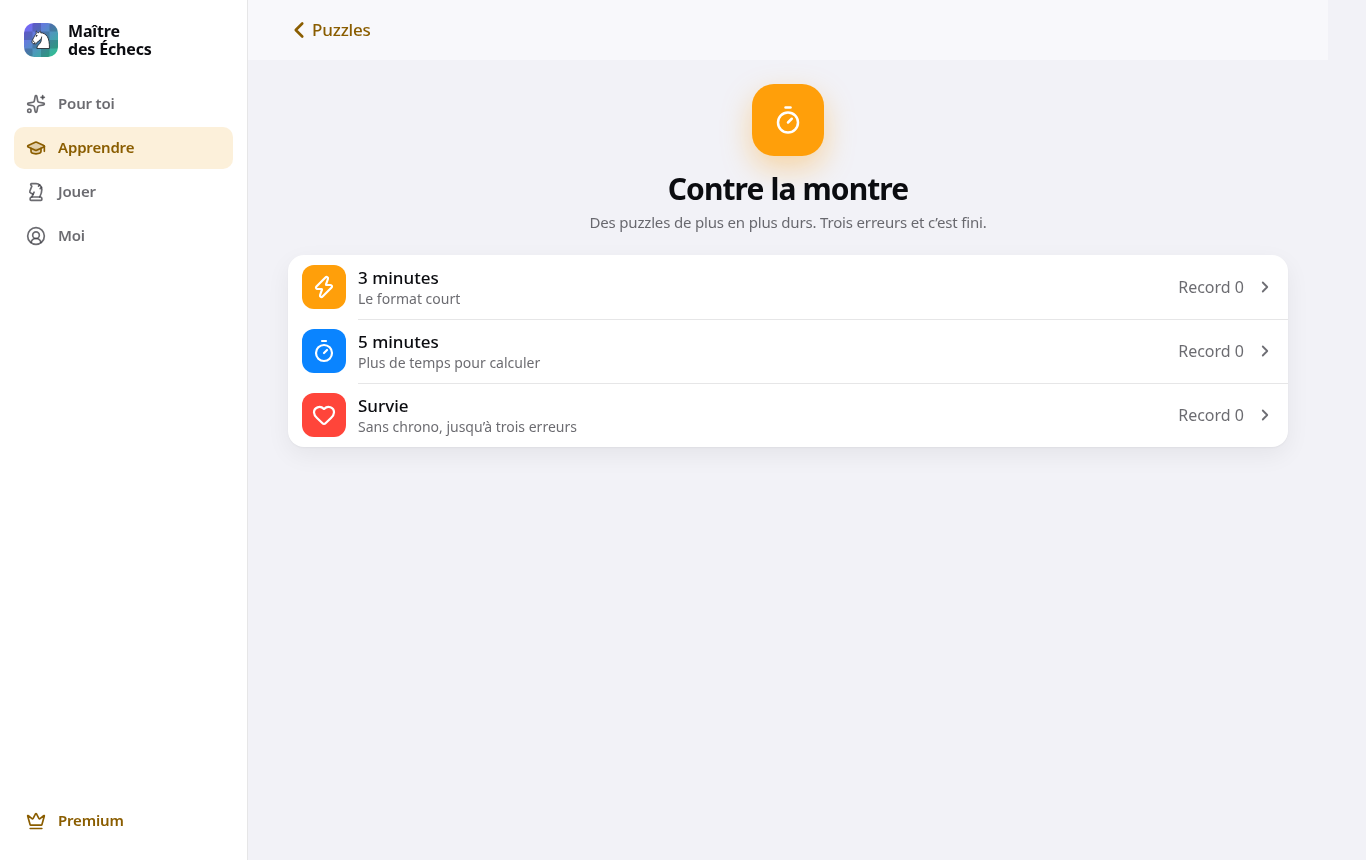 Maître
des Échecs
Pour toi
Apprendre
Jouer
Moi
Premium
Puzzles
Contre la montre
Des puzzles de plus en plus durs. Trois erreurs et c’est fini.
3 minutes
Le format court
Record 0
5 minutes
Plus de temps pour calculer
Record 0
Survie
Sans chrono, jusqu’à trois erreurs
Record 0